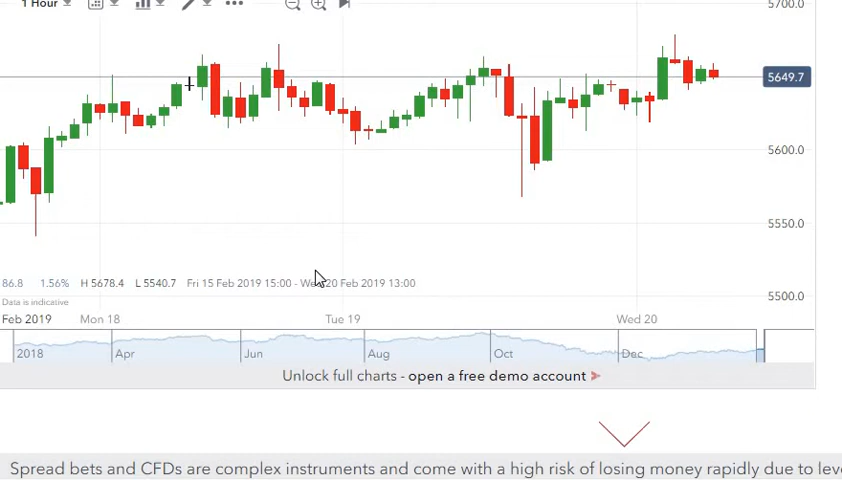 1 Hour
5700.0
5649.7
5600.0
5550.0
86.8 1.56% H 5678.4 L 5540.7 Fri 15 Feb 2019 15:00 - Wed 20 Feb 2019 13:00
Data is indicative
5500.0
Feb 2019 Mon 18 Tue 19 Wed 20
2018 Apr Jun Aug Oct Dec
Unlock full charts - open a free demo account
Spread bets and CFDs are complex instruments and come with a high risk of losing money rapidly due to leve